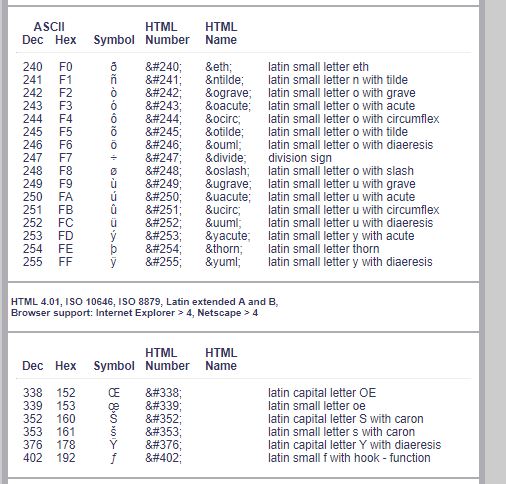 ASCII HTML HTML
Dec Hex Symbol Number Name
240 F0 ð &#240; &eth; latin small letter eth
241 F1 ñ &#241; &ntilde; latin small letter n with tilde
242 F2 ò &#242; &ograve; latin small letter o with grave
243 F3 ó &#243; &oacute; latin small letter o with acute
244 F4 ô &#244; &ocirc; latin small letter o with circumflex
245 F5 õ &#245; &otilde; latin small letter o with tilde
246 F6 ö &#246; &ouml; latin small letter o with diaeresis
247 F7 ÷ &#247; &divide; division sign
248 F8 ø &#248; &oslash; latin small letter o with slash
249 F9 ù &#249; &ugrave; latin small letter u with grave
250 FA ú &#250; &uacute; latin small letter u with acute
251 FB û &#251; &ucirc; latin small letter u with circumflex
252 FC ü &#252; &uuml; latin small letter u with diaeresis
253 FD ý &#253; &yacute; latin small letter y with acute
254 FE þ &#254; &thorn; latin small letter thorn
255 FF ÿ &#255; &yuml; latin small letter y with diaeresis
HTML 4.01, ISO 10646, ISO 8879, Latin extended A and B,
Browser support: Internet Explorer > 4, Netscape > 4
HTML HTML
Dec Hex Symbol Number Name
338 152 Œ &#338; latin capital letter OE
339 153 œ &#339; latin small letter oe
352 160 Š &#352; latin capital letter S with caron
353 161 š &#353; latin small letter s with caron
376 178 Ÿ &#376; latin capital letter Y with diaeresis
402 192 ƒ &#402; latin small f with hook - function